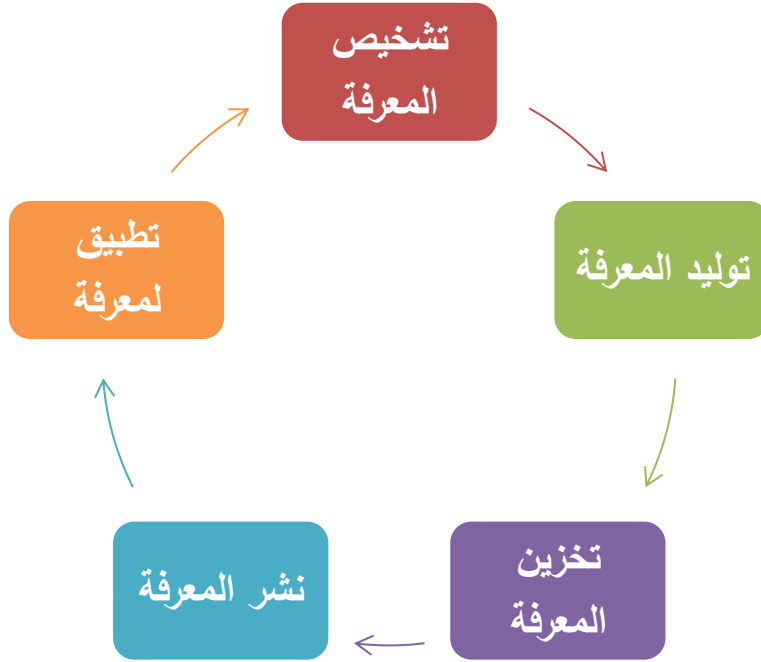 تشخيص
المعرفة
توليد المعرفة
تخزين
المعرفة
نشر المعرفة
تطبيق
لمعرفة